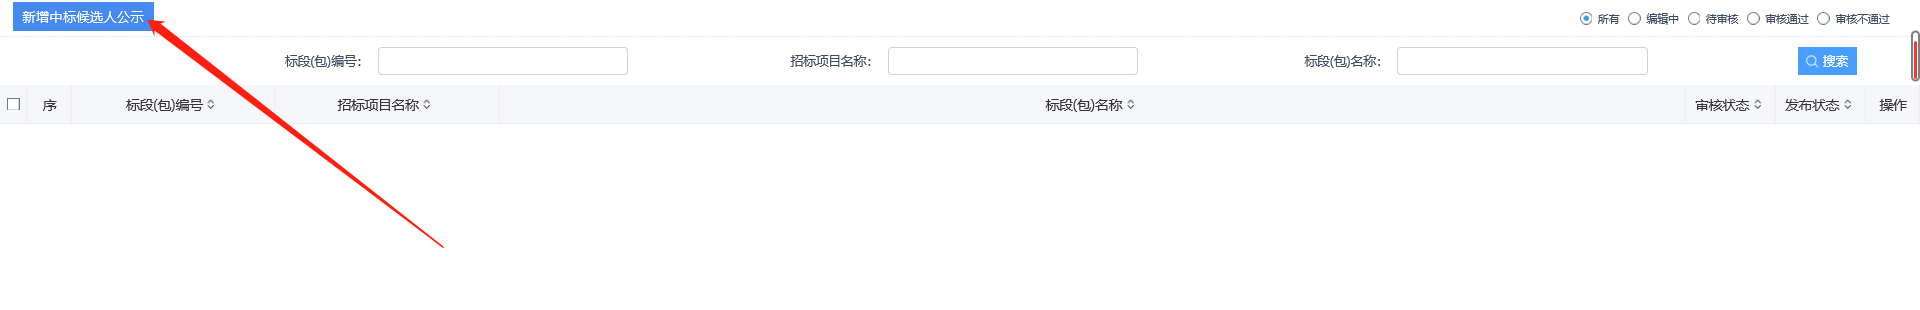 新增中标候选人公示
所有 编辑中 待审核 审核通过 审核不通过
标段(包)编号： 招标项目名称： 标段(包)名称： 搜索
序 标段(包)编号 招标项目名称 标段(包)名称 审核状态 发布状态 操作